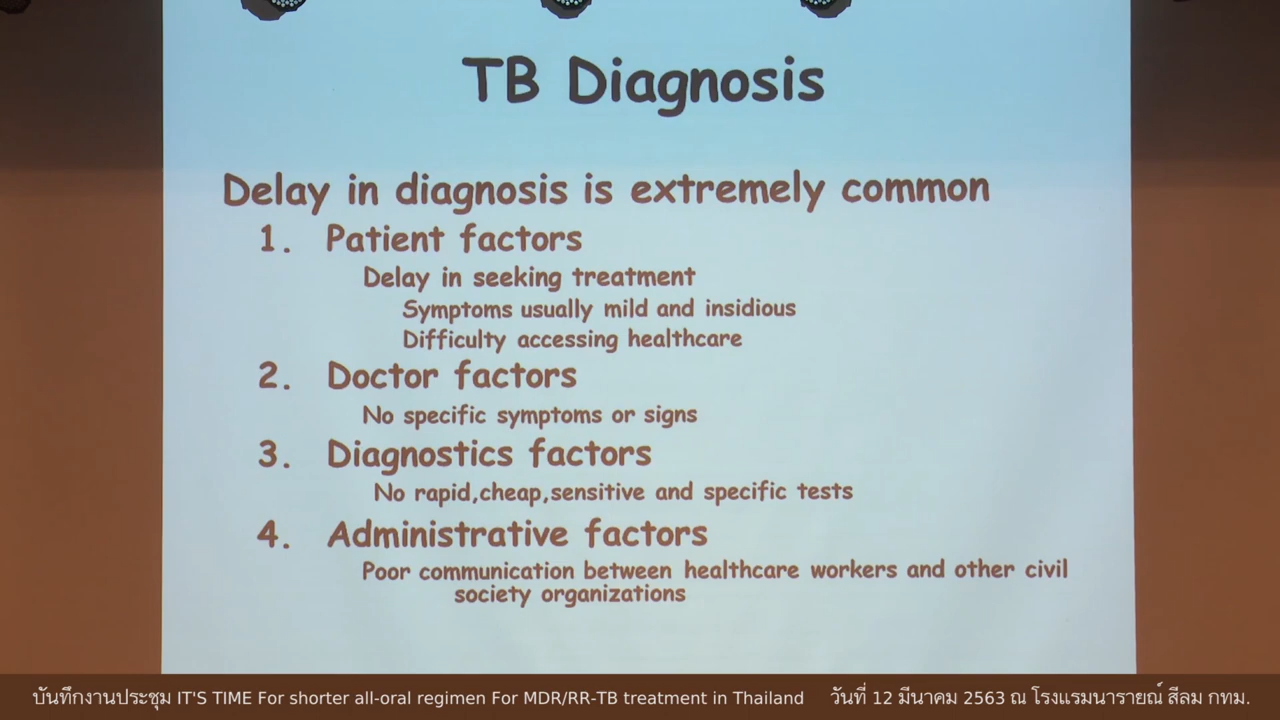 TB Diagnosis
Delay in diagnosis is extremely common
1. Patient factors
Delay in seeking treatment
Symptoms usually mild and insidious
Difficulty accessing healthcare
2. Doctor factors
No specific symptoms or signs
3. Diagnostics factors
No rapid,cheap,sensitive and specific tests
4. Administrative factors
Poor communication between healthcare workers and other civil
society organizations
บันทึกงานประชุม IT'S TIME For shorter all-oral regimen For MDR/RR-TB treatment in Thailand วันที่ 12 มีนาคม 2563 ณ โรงแรมนารายณ์ สีลม กทม.